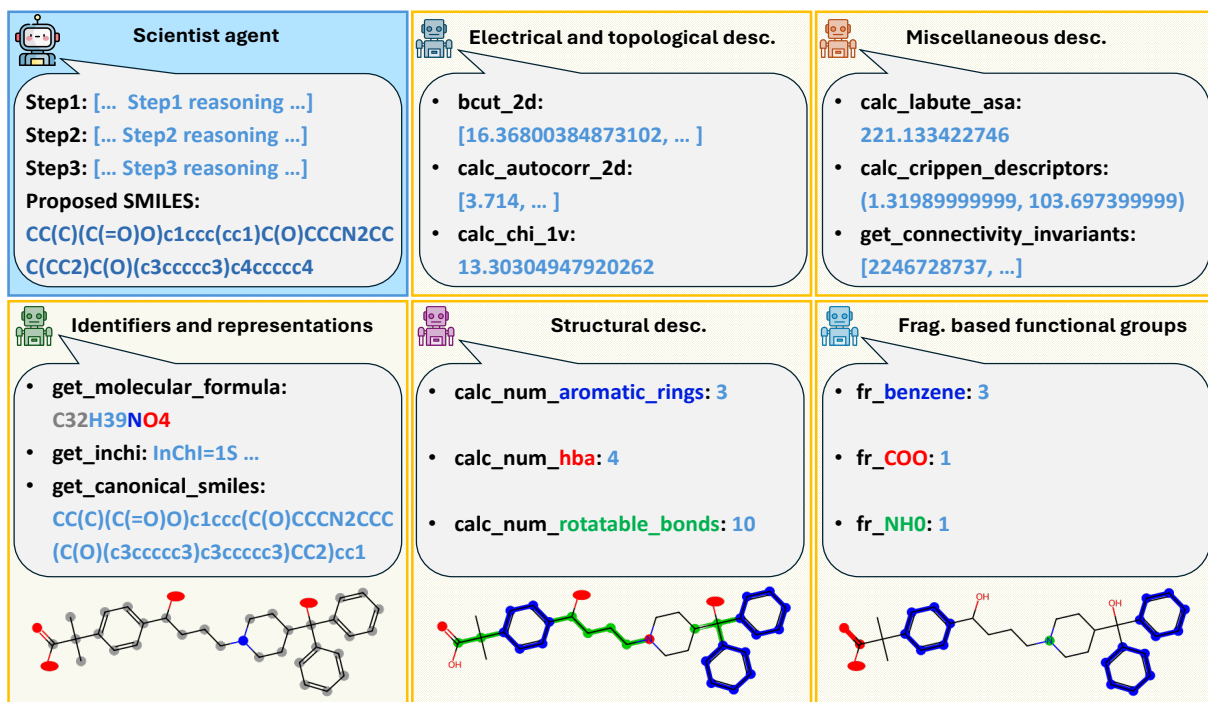 Scientist agent
Step1: [... Step1 reasoning ...]
Step2: [... Step2 reasoning ...]
Step3: [... Step3 reasoning ...]
Proposed SMILES:
CC(C)(C(=O)O)c1ccc(cc1)C(O)CCCN2CC
C(CC2)C(O)(c3ccccc3)c4ccccc4
Electrical and topological desc.
• bcut_2d:
[16.36800384873102, ... ]
• calc_autocorr_2d:
[3.714, ... ]
• calc_chi_1v:
13.30304947920262
Miscellaneous desc.
• calc_labute_asa:
221.133422746
• calc_crippen_descriptors:
(1.31989999999, 103.697399999)
• get_connectivity_invariants:
[2246728737, ...]
Identifiers and representations
• get_molecular_formula:
C32H39NO4
• get_inchi: InChI=1S ...
• get_canonical_smiles:
CC(C)(C(=O)O)c1ccc(C(O)CCCN2CCC
(C(O)(c3ccccc3)c3ccccc3)CC2)cc1
Structural desc.
• calc_num_aromatic_rings: 3
• calc_num_hba: 4
• calc_num_rotatable_bonds: 10
OH
Frag. based functional groups
• fr_benzene: 3
• fr_COO: 1
• fr_NH0: 1
OH
OH